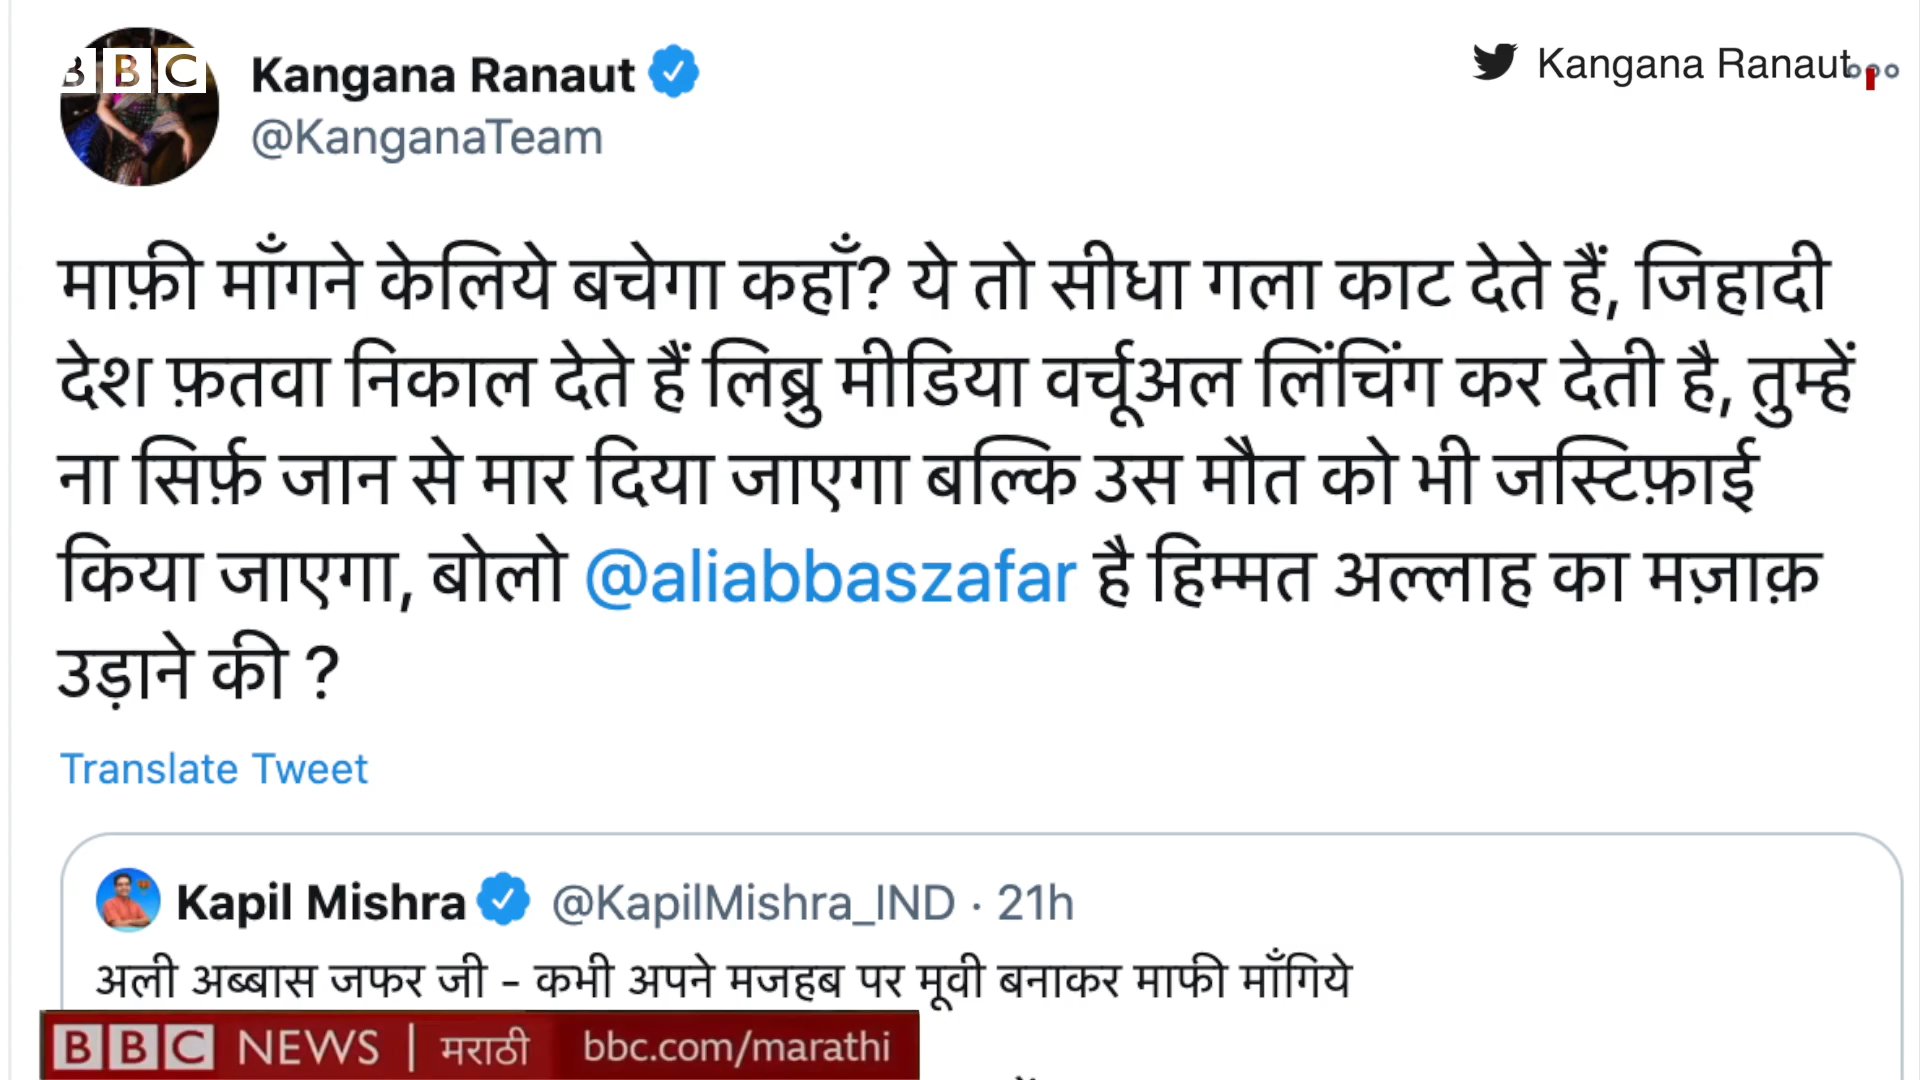 BBC
Kangana Ranaut
Kangana Ranaut
@KanganaTeam
माफ़ी माँगने केलिये बचेगा कहाँ? ये तो सीधा गला काट देते हैं, जिहादी
देश फ़तवा निकाल देते हैं लिब्रु मीडिया वर्चूअल लिंचिंग कर देती है, तुम्हें
ना सिर्फ़ जान से मार दिया जाएगा बल्कि उस मौत को भी जस्टिफ़ाई
किया जाएगा, बोलो @aliabbaszafar है हिम्मत अल्लाह का मज़ाक़
उड़ाने की ?
Translate Tweet
Kapil Mishra @KapilMishra_IND · 21h
अली अब्बास जफर जी - कभी अपने मजहब पर मूवी बनाकर माफी माँगिये
BBC NEWS | मराठी bbc.com/marathi